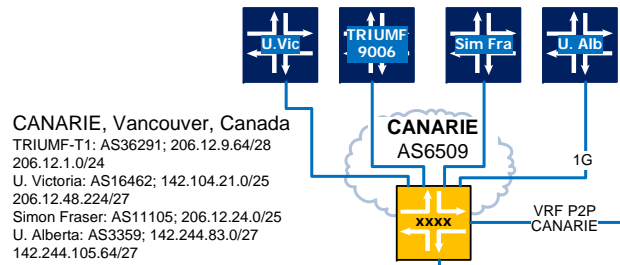 U.Vic
TRIUMF
9006
Sim Fra
U. Alb
CANARIE, Vancouver, Canada
TRIUMF-T1: AS36291; 206.12.9.64/28
206.12.1.0/24
U. Victoria: AS16462; 142.104.21.0/25
206.12.48.224/27
Simon Fraser: AS11105; 206.12.24.0/25
U. Alberta: AS3359; 142.244.83.0/27
142.244.105.64/27
CANARIE
AS6509
1G
xxxx
VRF P2P
CANARIE